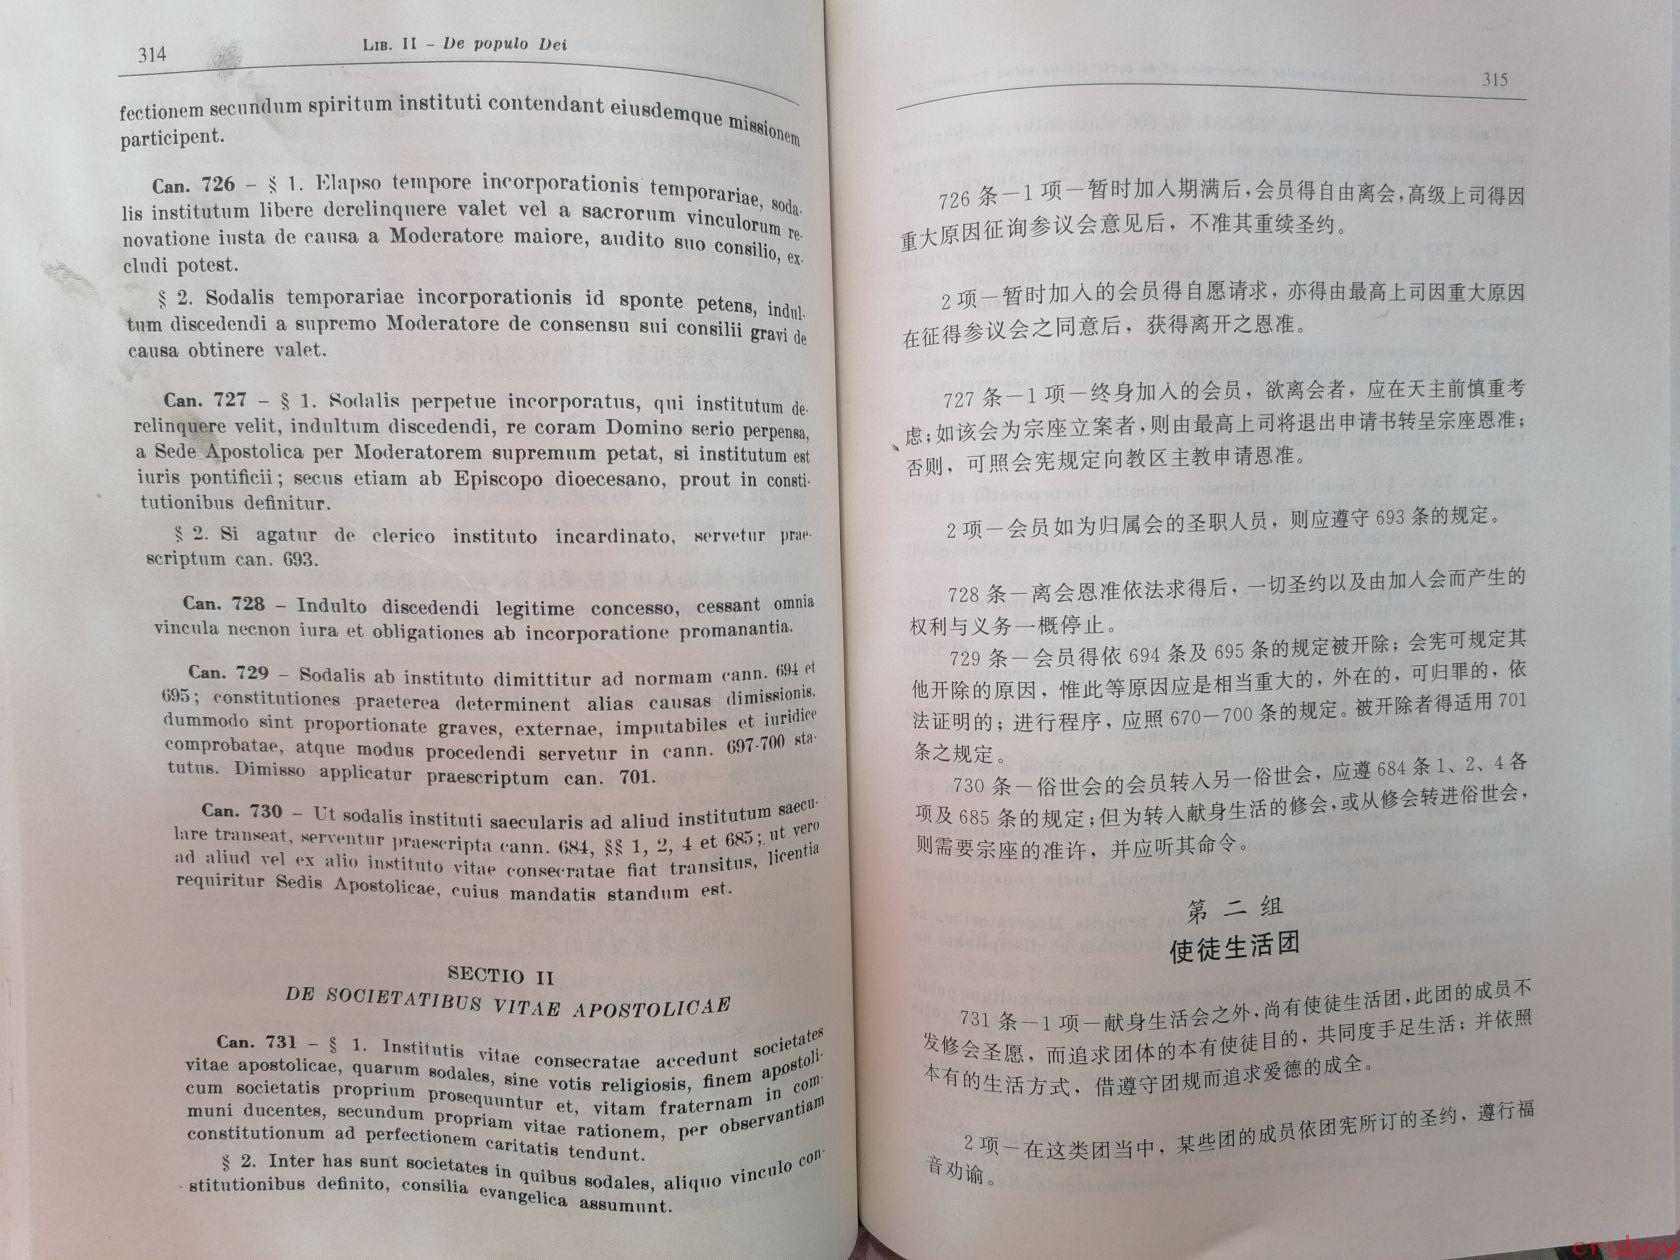 314
LIB. II – De populo Dei
fectionem secundum spiritum instituti contendant eiusdemque missionem
participent.
Can. 726 – § 1. Elapso tempore incorporationis temporariae, soda-
lis institutum libere derelinquere valet vel a sacrorum vinculorum re-
novatione iusta de causa a Moderatore maiore, audito suo consilio, ex-
cludi potest.
§ 2. Sodalis temporariae incorporationis id sponte petens, indul-
tum discedendi a supremo Moderatore de consensu sui consilii gravi de
causa obtinere valet.
Can. 727 – § 1. Sodalis perpetue incorporatus, qui institutum de-
relinquere velit, indultum discedendi, re coram Domino serio perpensa,
a Sede Apostolica per Moderatorem supremum petat, si institutum est
iuris pontificii; secus etiam ab Episcopo dioecesano, prout in consti-
tutionibus definitur.
§ 2. Si agatur de clerico instituto incardinato, servetur prae-
scriptum can. 693.
Can. 728 – Indulto discedendi legitime concesso, cessant omnia
vincula necnon iura et obligationes ab incorporatione promanantia.
Can. 729 – Sodalis ab instituto dimittitur ad normam cann. 694 et
695; constitutiones praeterea determinent alias causas dimissionis,
dummodo sint proportionate graves, externae, imputabiles et iuridice
comprobatae, atque modus procedendi servetur in cann. 697-700 sta-
tutus. Dimisso applicatur praescriptum can. 701.
Can. 730 – Ut sodalis instituti saecularis ad aliud institutum saecu-
lare transeat, serventur praescripta cann. 684, §§ 1, 2, 4 et 685; ut vero
ad aliud vel ex alio instituto vitae consecratae fiat transitus, licentia
requiritur Sedis Apostolicae, cuius mandatis standum est.
SECTIO II
DE SOCIETATIBUS VITAE APOSTOLICAE
Can. 731 – § 1. Institutis vitae consecratae accedunt societates
vitae apostolicae, quarum sodales, sine votis religiosis, finem apostoli-
cum societatis proprium prosequuntur et, vitam fraternam in com-
muni ducentes, secundum propriam vitae rationem, per observantiam
constitutionum ad perfectionem caritatis tendunt.
§ 2. Inter has sunt societates in quibus sodales, aliquo vinculo con-
stitutionibus definito, consilia evangelica assumunt.
315
726 条－1 项－暂时加入期满后，会员得自由离会，高级上司得因
重大原因征询参议会意见后，不准其重续圣约。
2 项－暂时加入的会员得自愿请求，亦得由最高上司因重大原因
在征得参议会之同意后，获得离开之恩准。
727 条－1 项－终身加入的会员，欲离会者，应在天主前慎重考
虑；如该会为宗座立案者，则由最高上司将退出申请书转呈宗座恩准；
否则，可照会宪规定向教区主教申请恩准。
2 项－会员如为归属会的圣职人员，则应遵守 693 条的规定。
728 条－离会恩准依法求得后，一切圣约以及由加人会而产生的
权利与义务一概停止。
729 条－会员得依 694 条及 695 条的规定被开除；会宪可规定其
他开除的原因，惟此等原因应是相当重大的，外在的，可归罪的，依
法证明的；进行程序，应照 670－700 条的规定。被开除者得适用 701
条之规定。
730 条－俗世会的会员转入另一俗世会，应遵 684 条 1、2、4 各
项及 685 条的规定；但为转入献身生活的修会，或从修会转进俗世会，
则需要宗座的准许，并应听其命令。
第 二 组
使徒生活团
731 条－1 项－献身生活会之外，尚有使徒生活团，此团的成员不
发修会圣愿，而追求团体的本有使徒目的，共同度手足生活；并依照
本有的生活方式，借遵守团规而追求爱德的成全。
2 项－在这类团当中，某些团的成员依团宪所订的圣约，遵行福
音劝谕。
cruboy